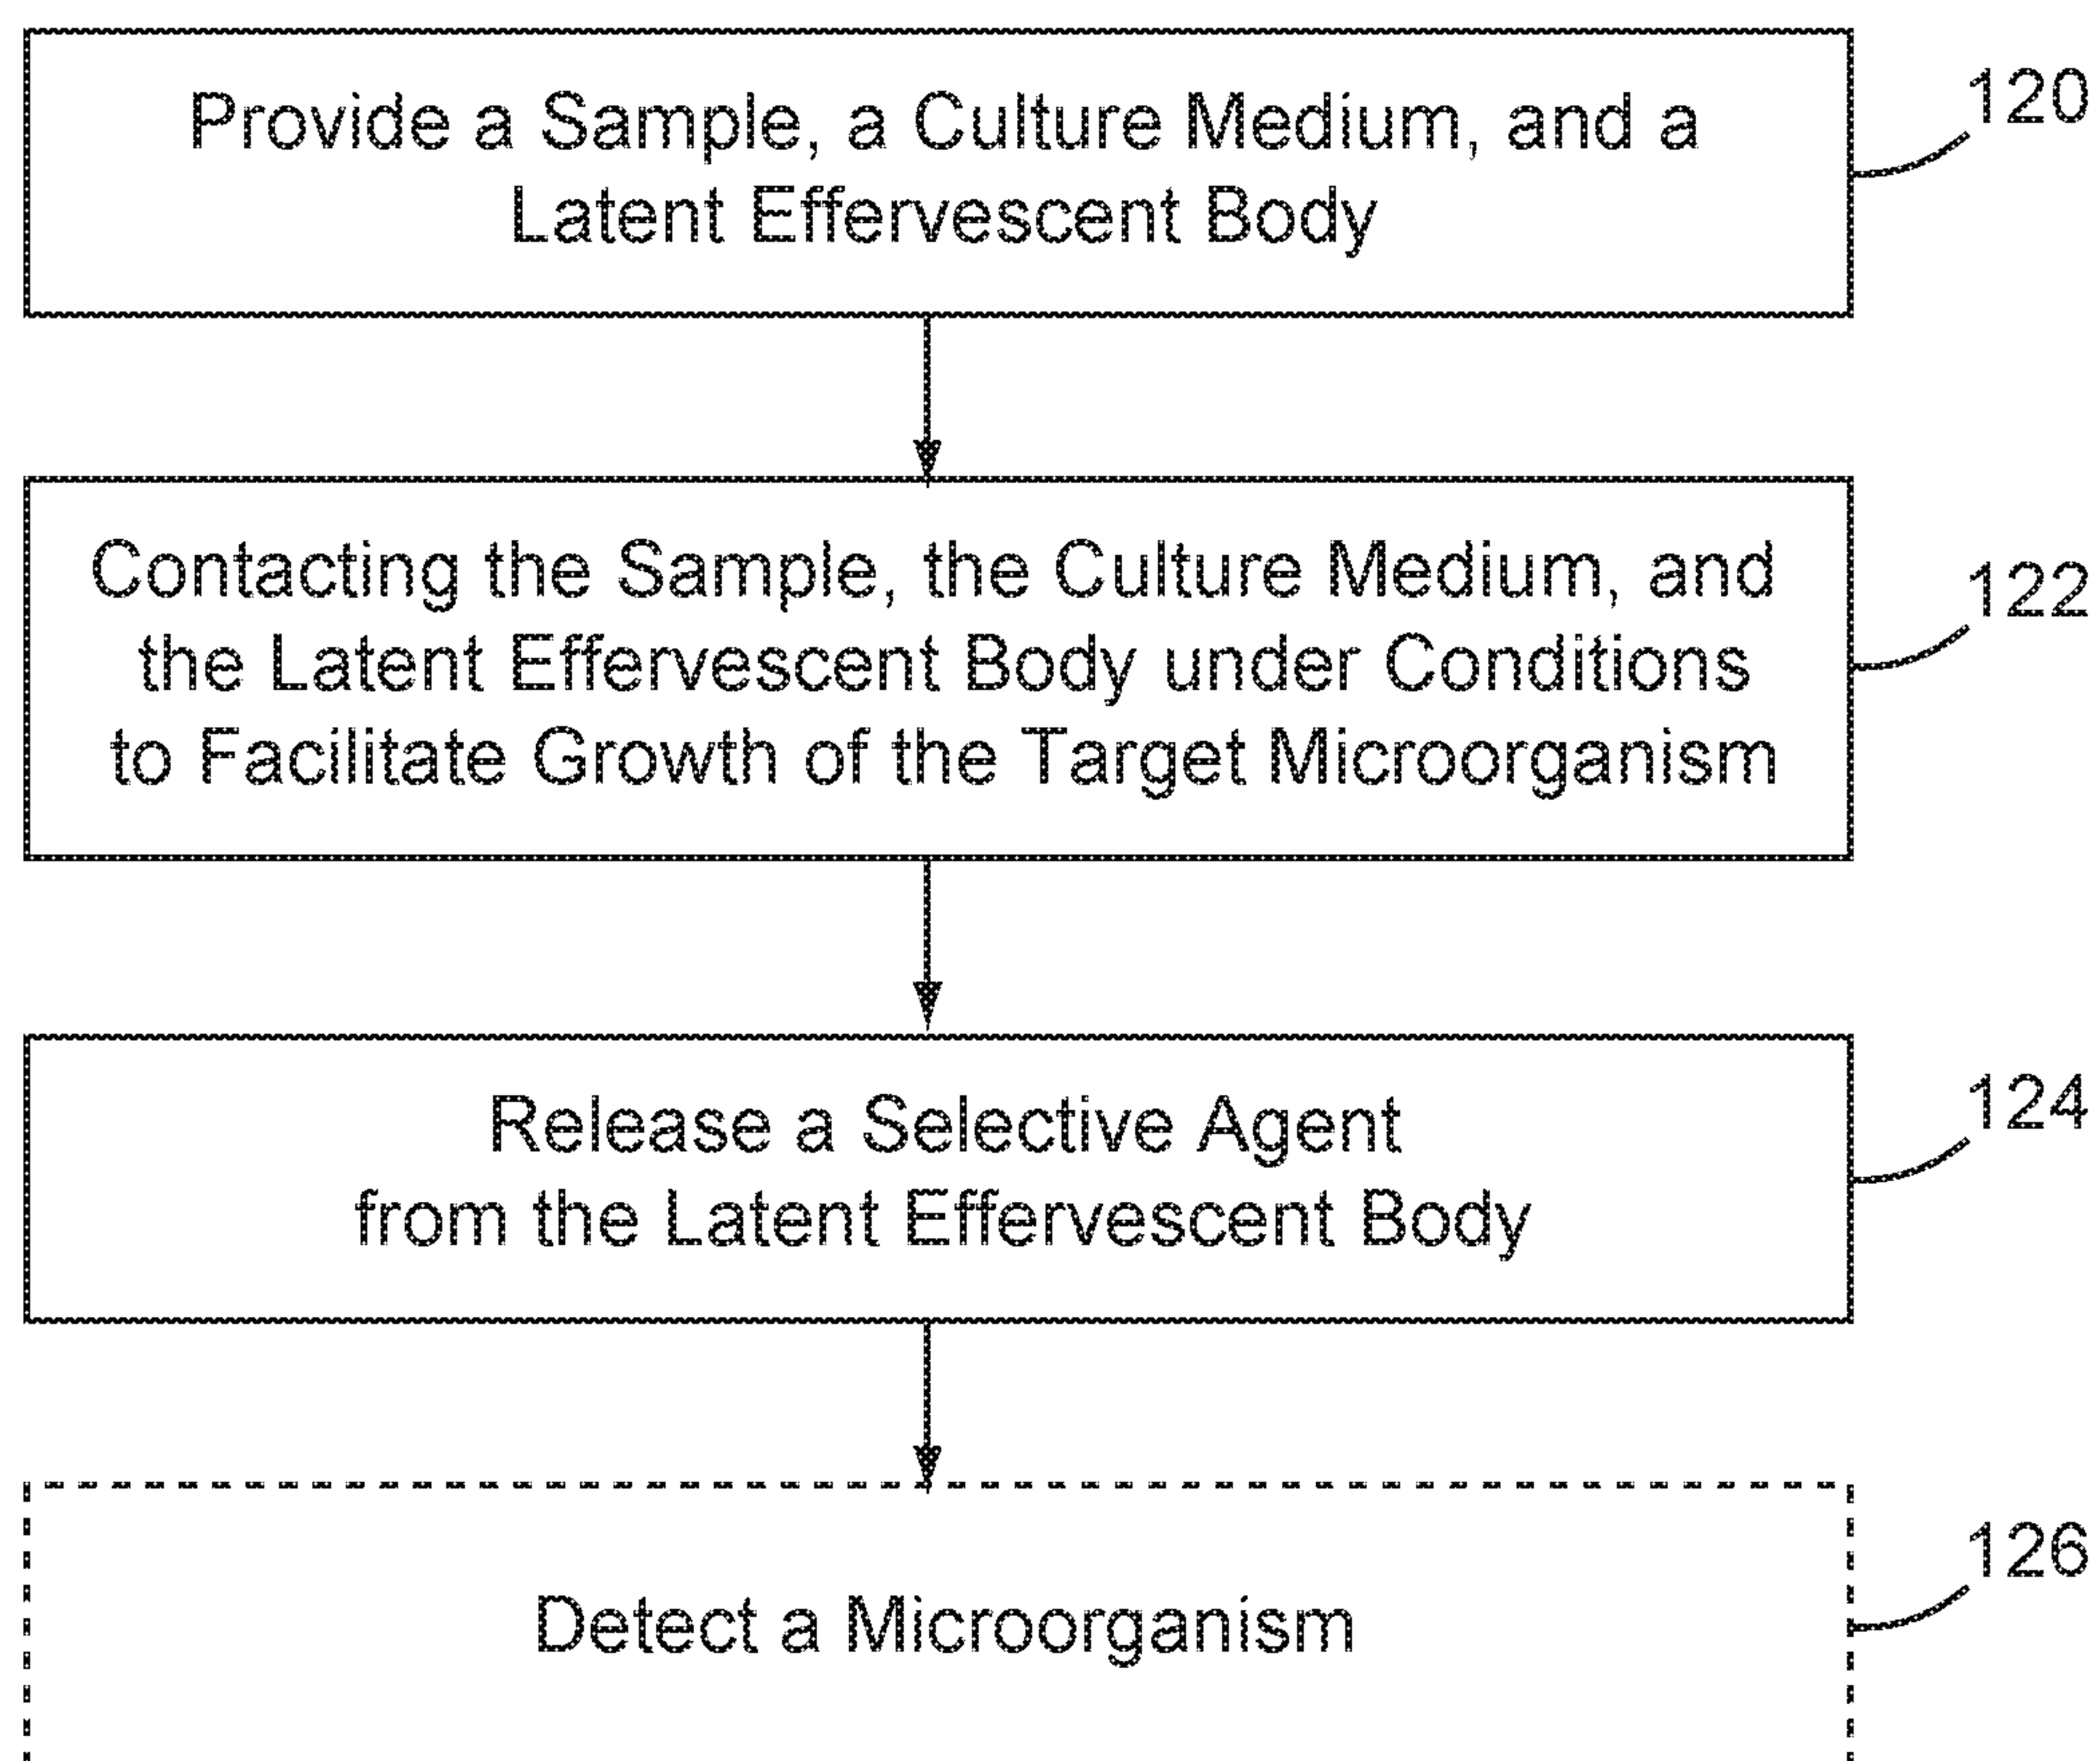 Provide a Sample, a Culture Medium, and a
Latent Effervescent Body
120
Contacting the Sample, the Culture Medium, and
the Latent Effervescent Body under Conditions
to Facilitate Growth of the Target Microorganism
122
Release a Selective Agent
from the Latent Effervescent Body
124
Detect a Microorganism
126